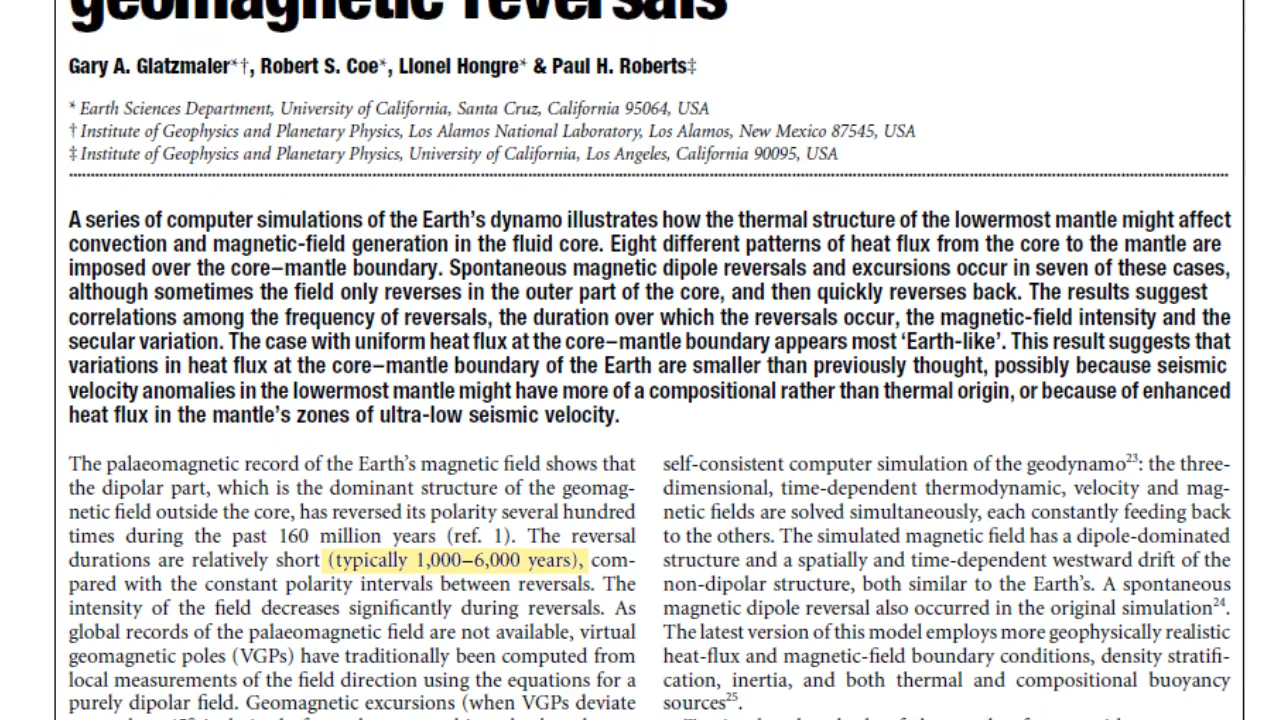 geomagnetic reversals
Gary A. Glatzmaier*†, Robert S. Coe*, Lionel Hongre* & Paul H. Roberts‡
* Earth Sciences Department, University of California, Santa Cruz, California 95064, USA
† Institute of Geophysics and Planetary Physics, Los Alamos National Laboratory, Los Alamos, New Mexico 87545, USA
‡ Institute of Geophysics and Planetary Physics, University of California, Los Angeles, California 90095, USA
A series of computer simulations of the Earth's dynamo illustrates how the thermal structure of the lowermost mantle might affect
convection and magnetic-field generation in the fluid core. Eight different patterns of heat flux from the core to the mantle are
imposed over the core–mantle boundary. Spontaneous magnetic dipole reversals and excursions occur in seven of these cases,
although sometimes the field only reverses in the outer part of the core, and then quickly reverses back. The results suggest
correlations among the frequency of reversals, the duration over which the reversals occur, the magnetic-field intensity and the
secular variation. The case with uniform heat flux at the core–mantle boundary appears most ‘Earth-like’. This result suggests that
variations in heat flux at the core–mantle boundary of the Earth are smaller than previously thought, possibly because seismic
velocity anomalies in the lowermost mantle might have more of a compositional rather than thermal origin, or because of enhanced
heat flux in the mantle's zones of ultra-low seismic velocity.
The palaeomagnetic record of the Earth's magnetic field shows that
the dipolar part, which is the dominant structure of the geomag-
netic field outside the core, has reversed its polarity several hundred
times during the past 160 million years (ref. 1). The reversal
durations are relatively short (typically 1,000–6,000 years), com-
pared with the constant polarity intervals between reversals. The
intensity of the field decreases significantly during reversals. As
global records of the palaeomagnetic field are not available, virtual
geomagnetic poles (VGPs) have traditionally been computed from
local measurements of the field direction using the equations for a
purely dipolar field. Geomagnetic excursions (when VGPs deviate
self-consistent computer simulation of the geodynamo23: the three-
dimensional, time-dependent thermodynamic, velocity and mag-
netic fields are solved simultaneously, each constantly feeding back
to the others. The simulated magnetic field has a dipole-dominated
structure and a spatially and time-dependent westward drift of the
non-dipolar structure, both similar to the Earth's. A spontaneous
magnetic dipole reversal also occurred in the original simulation24.
The latest version of this model employs more geophysically realistic
heat-flux and magnetic-field boundary conditions, density stratifi-
cation, inertia, and both thermal and compositional buoyancy
sources25.